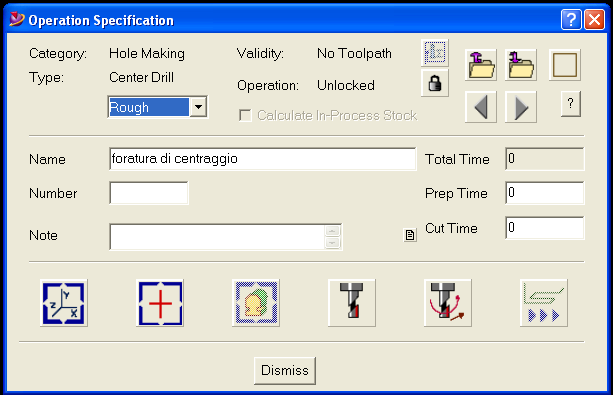 Operation Specification
Category: Hole Making Validity: No Toolpath
Type: Center Drill Operation: Unlocked
Rough
Calculate In-Process Stock
?
Name foratura di centraggio Total Time 0
Number Prep Time 0
Note Cut Time 0
Z Y X
Dismiss